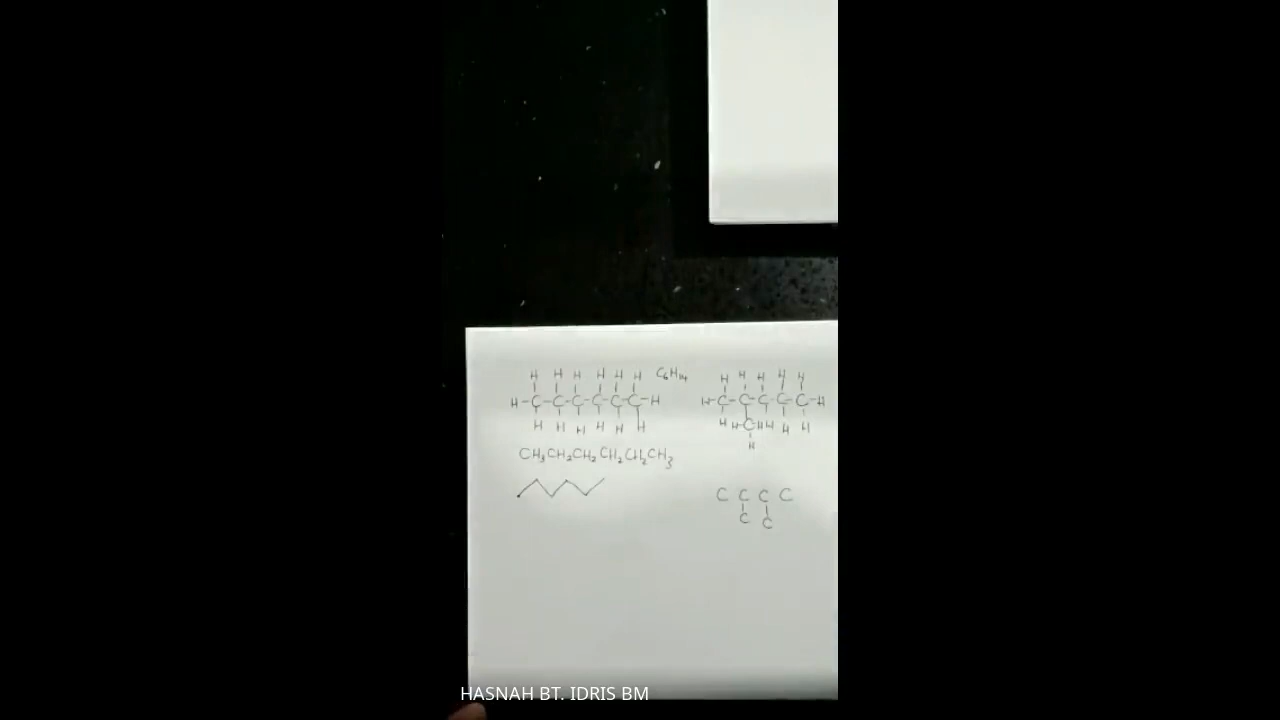 H H H H H H C₆H₁₄
H-C-C-C-C-C-C-H
H H H H H H
CH₃CH₂CH₂CH₂CH₂CH₃
H H H H H
H-C-C-C-C-C-H
H H-C-H H H H
H
C C C C
C C
HASNAH BT. IDRIS BM